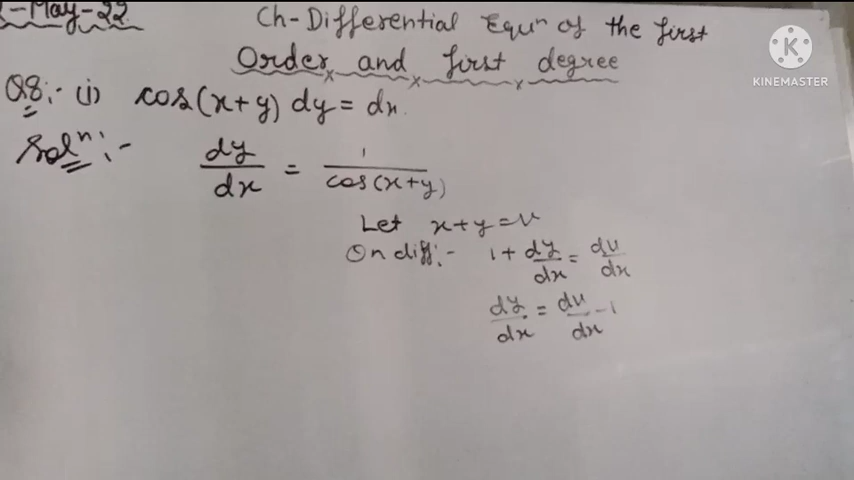 -May-22
Ch-Differential Equⁿ of the first
Order and first degree
KINEMASTER
Q8:- (i) cos(x+y) dy = dx.
Solⁿ:- dy/dx = 1/cos(x+y)
Let x+y=v
On diff:- 1 + dy/dx = dv/dx
dy/dx = dv/dx - 1